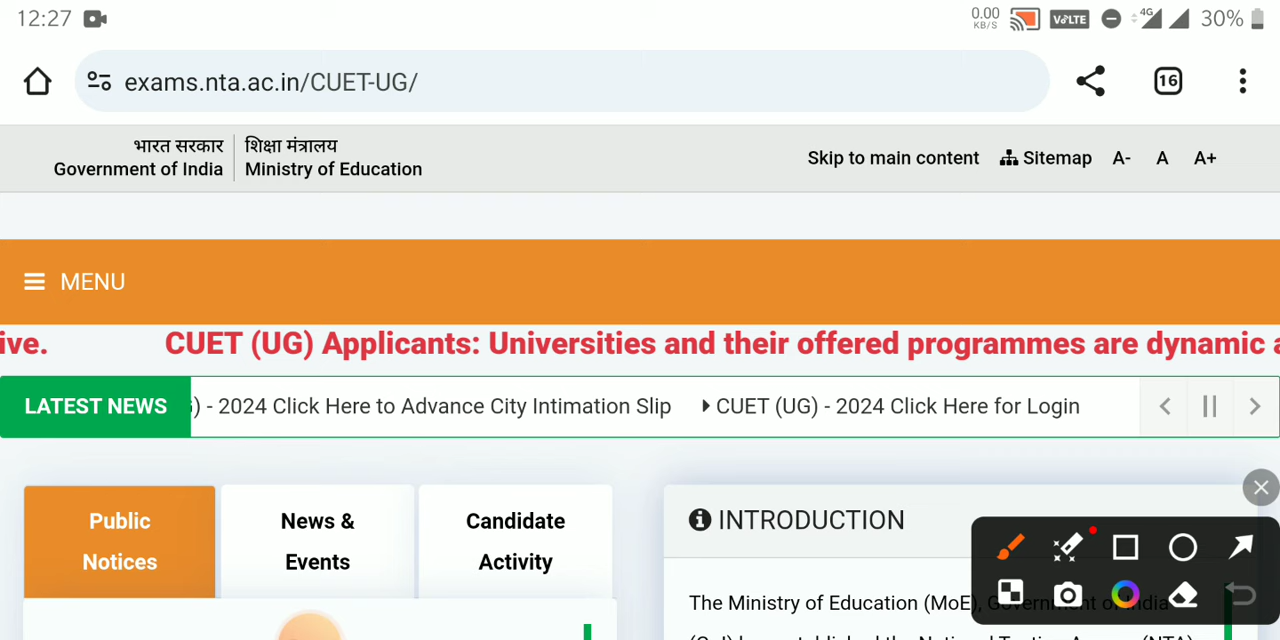 12:27
0.00 KB/S VoLTE 4G 30%
exams.nta.ac.in/CUET-UG/ 16
भारत सरकार शिक्षा मंत्रालय
Government of India Ministry of Education
Skip to main content Sitemap A- A A+
MENU
ive. CUET (UG) Applicants: Universities and their offered programmes are dynamic a
LATEST NEWS ) - 2024 Click Here to Advance City Intimation Slip CUET (UG) - 2024 Click Here for Login
Public Notices
News & Events
Candidate Activity
INTRODUCTION
The Ministry of Education (MoE), Government of India